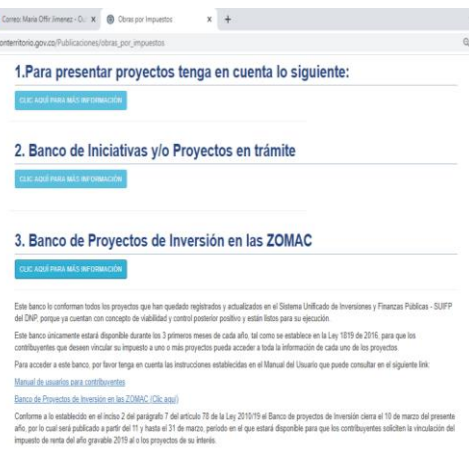 Correo: Maria Offir Jimenez - O
Obras por Impuestos
onterritorio.gov.co/Publicaciones/obras_por_impuestos
1.Para presentar proyectos tenga en cuenta lo siguiente:
CLIC AQUÍ PARA MÁS INFORMACIÓN
2. Banco de Iniciativas y/o Proyectos en trámite
CLIC AQUÍ PARA MÁS INFORMACIÓN
3. Banco de Proyectos de Inversión en las ZOMAC
CLIC AQUÍ PARA MÁS INFORMACIÓN
Este banco lo conforman todos los proyectos que han quedado registrados y actualizados en el Sistema Unificado de Inversiones y Finanzas Públicas - SUIFP
del DNP, porque ya cuentan con concepto de viabilidad y control posterior positivo y están listos para su ejecución.
Este banco únicamente estará disponible durante los 3 primeros meses de cada año, tal como se establece en la Ley 1819 de 2016, para que los
contribuyentes que deseen vincular su impuesto a uno o más proyectos pueda acceder a toda la información de cada uno de los proyectos.
Para acceder a este banco, por favor tenga en cuenta las instrucciones establecidas en el Manual del Usuario que puede consultar en el siguiente link:
Manual de usuarios para contribuyentes
Banco de Proyectos de Inversión en las ZOMAC (Clic aquí)
Conforme a lo establecido en el inciso 2 del parágrafo 7 del artículo 78 de la Ley 2010/19 el Banco de proyectos de Inversión cierra el 10 de marzo del presente
año, por lo cual será publicado a partir del 11 y hasta el 31 de marzo, periodo en el que estará disponible para que los contribuyentes soliciten la vinculación del
impuesto de renta del año gravable 2019 al o los proyectos de su interés.